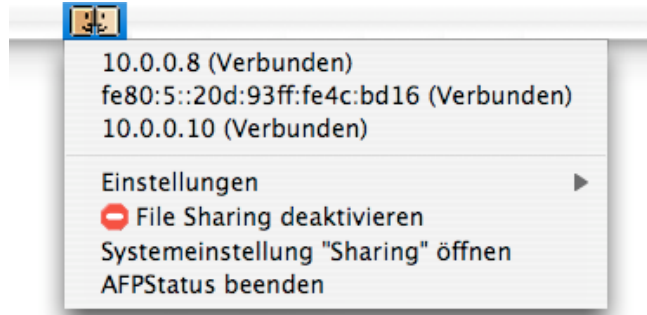 10.0.0.8 (Verbunden)
fe80:5::20d:93ff:fe4c:bd16 (Verbunden)
10.0.0.10 (Verbunden)
Einstellungen
File Sharing deaktivieren
Systemeinstellung "Sharing" öffnen
AFPStatus beenden